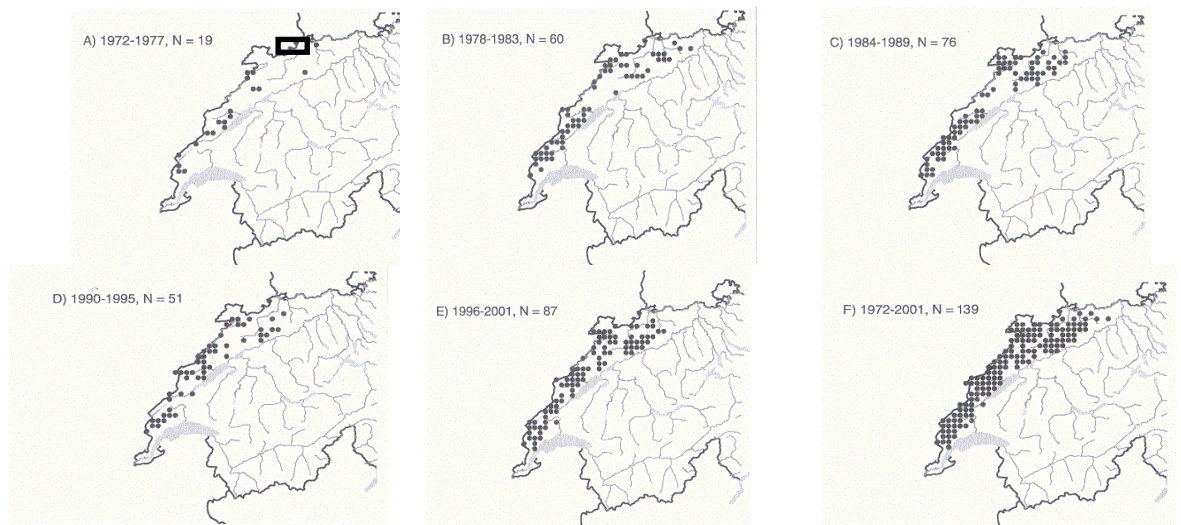 A) 1972-1977, N = 19
B) 1978-1983, N = 60
C) 1984-1989, N = 76
D) 1990-1995, N = 51
E) 1996-2001, N = 87
F) 1972-2001, N = 139